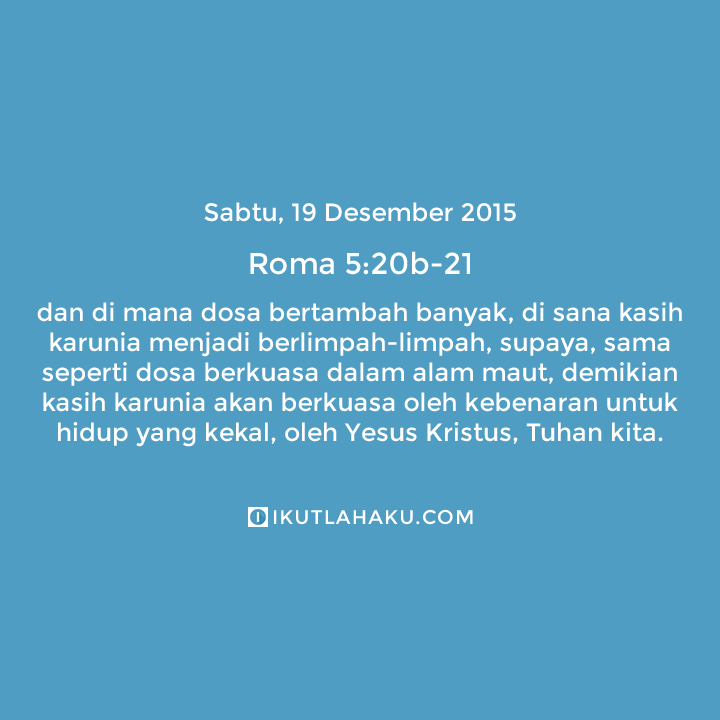 Sabtu, 19 Desember 2015
Roma 5:20b-21
dan di mana dosa bertambah banyak, di sana kasih
karunia menjadi berlimpah-limpah, supaya, sama
seperti dosa berkuasa dalam alam maut, demikian
kasih karunia akan berkuasa oleh kebenaran untuk
hidup yang kekal, oleh Yesus Kristus, Tuhan kita.
IKUTLAHAKU.COM